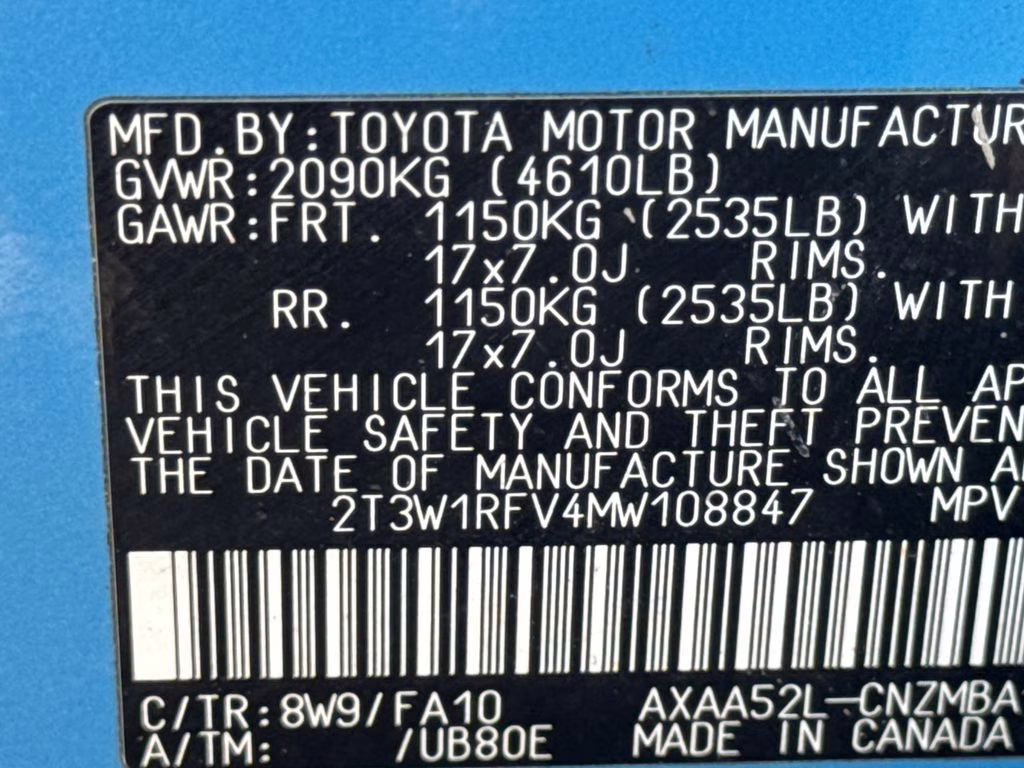 MFD.BY:TOYOTA MOTOR MANUFACTUR
GVWR:2090KG (4610LB)
GAWR:FRT. 1150KG (2535LB) WITH
17x7.0J RIMS.
RR. 1150KG (2535LB) WITH
17x7.0J RIMS.
THIS VEHICLE CONFORMS TO ALL AP
VEHICLE SAFETY AND THEFT PREVEN
THE DATE OF MANUFACTURE SHOWN A
2T3W1RFV4MW108847 MPV
C/TR:8W9/FA10 AXAA52L-CNZMBA
A/TM: /UB80E MADE IN CANADA